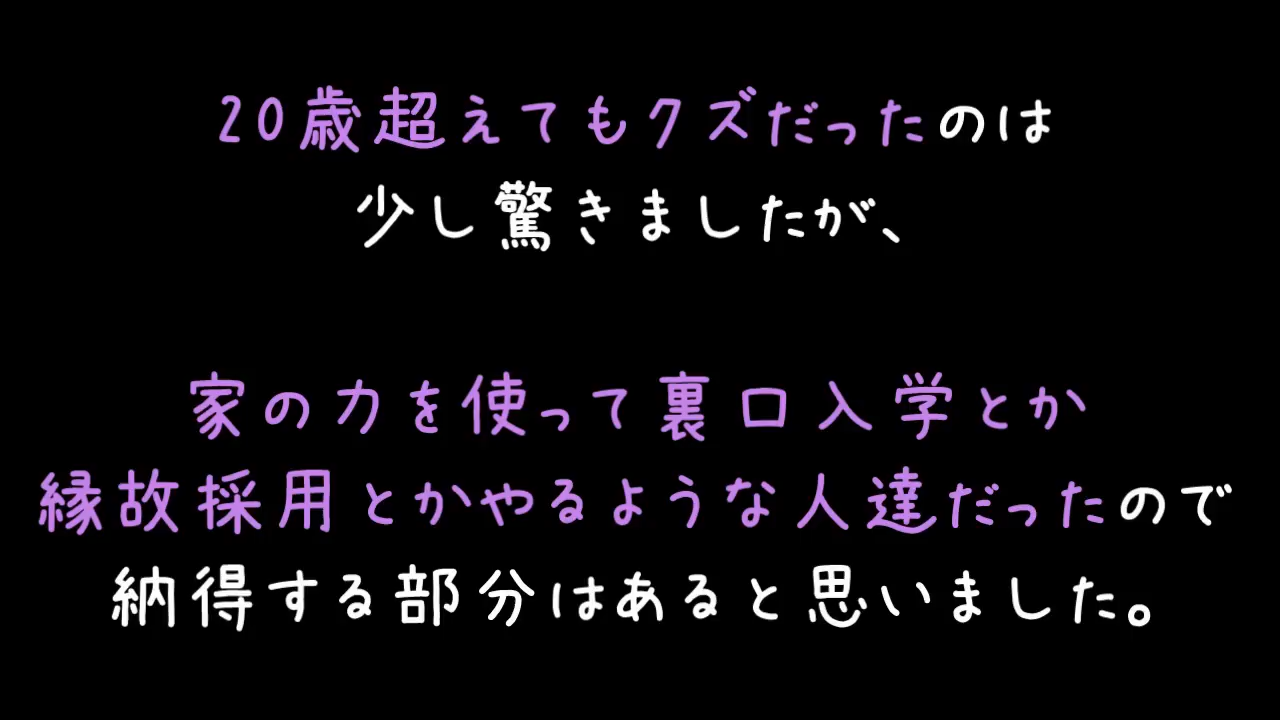 20歳超えてもクズだったのは
少し驚きましたが、
家の力を使って裏口入学とか
縁故採用とかやるような人達だったので
納得する部分はあると思いました。